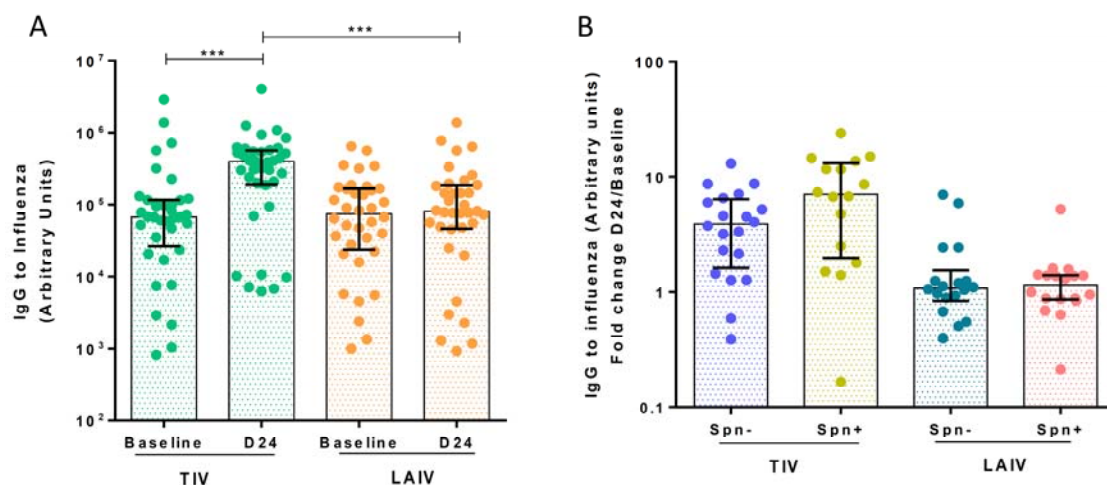 A
***
***
IgG to Influenza
(Arbitrary Units)
10^7
10^6
10^5
10^4
10^3
10^2
Baseline D24 Baseline D24
TIV LAIV
B
IgG to influenza (Arbitrary units)
Fold change D24/Baseline
100
10
1
0.1
Spn- Spn+ Spn- Spn+
TIV LAIV